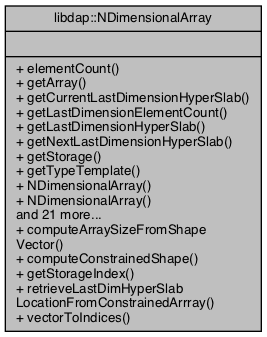 libdap::NDimensionalArray
+ elementCount()
+ getArray()
+ getCurrentLastDimensionHyperSlab()
+ getLastDimensionElementCount()
+ getLastDimensionHyperSlab()
+ getNextLastDimensionHyperSlab()
+ getStorage()
+ getTypeTemplate()
+ NDimensionalArray()
+ NDimensionalArray()
and 21 more...
+ computeArraySizeFromShape
Vector()
+ computeConstrainedShape()
+ getStorageIndex()
+ retrieveLastDimHyperSlab
LocationFromConstrainedArrray()
+ vectorToIndices()